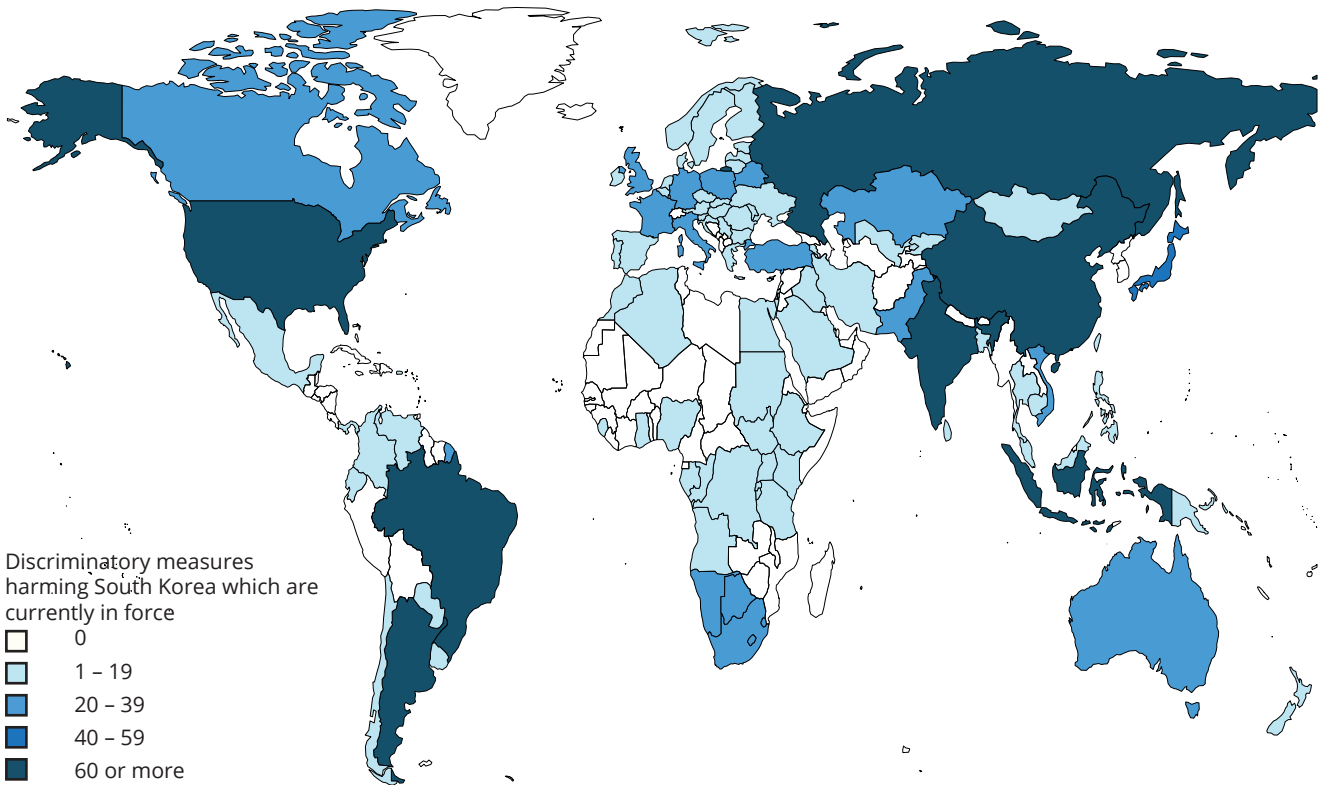 Discriminatory measures
harming South Korea which are
currently in force
0
1 – 19
20 – 39
40 – 59
60 or more